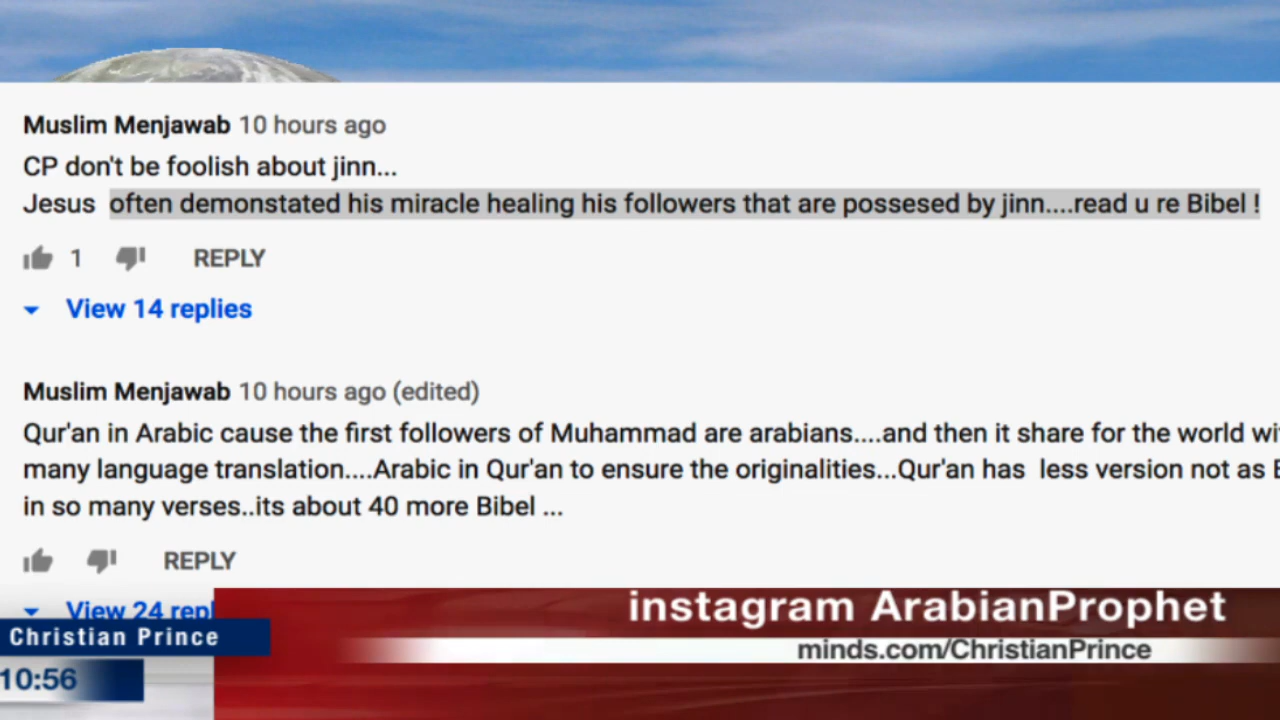 Muslim Menjawab 10 hours ago
CP don't be foolish about jinn...
Jesus often demonstated his miracle healing his followers that are possesed by jinn....read u re Bibel !
1 REPLY
View 14 replies
Muslim Menjawab 10 hours ago (edited)
Qur'an in Arabic cause the first followers of Muhammad are arabians....and then it share for the world
many language translation....Arabic in Qur'an to ensure the originalities...Qur'an has less version not as
in so many verses..its about 40 more Bibel ...
REPLY
View 24
instagram ArabianProphet
Christian Prince
minds.com/ChristianPrince
10:56